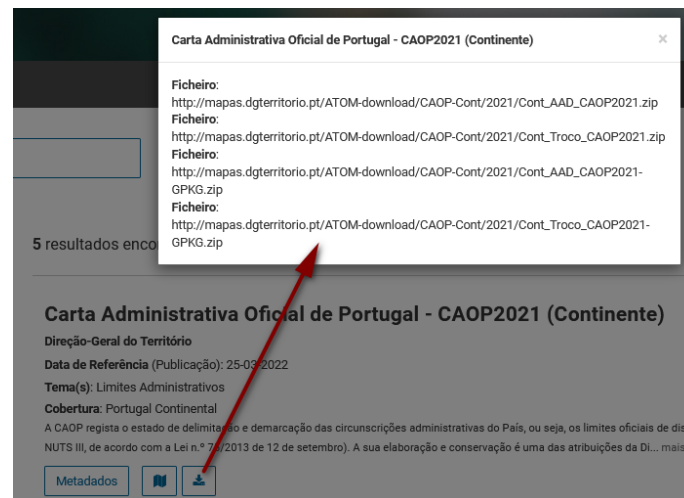 Carta Administrativa Oficial de Portugal - CAOP2021 (Continente) ×
Ficheiro:
http://mapas.dgterritorio.pt/ATOM-download/CAOP-Cont/2021/Cont_AAD_CAOP2021.zip
Ficheiro:
http://mapas.dgterritorio.pt/ATOM-download/CAOP-Cont/2021/Cont_Troco_CAOP2021.zip
Ficheiro:
http://mapas.dgterritorio.pt/ATOM-download/CAOP-Cont/2021/Cont_AAD_CAOP2021-
GPKG.zip
Ficheiro:
http://mapas.dgterritorio.pt/ATOM-download/CAOP-Cont/2021/Cont_Troco_CAOP2021-
GPKG.zip
5 resultados enco
Carta Administrativa Oficial de Portugal - CAOP2021 (Continente)
Direção-Geral do Território
Data de Referência (Publicação): 25-03-2022
Tema(s): Limites Administrativos
Cobertura: Portugal Continental
A CAOP regista o estado de delimitação e demarcação das circunscrições administrativas do País, ou seja, os limites oficiais de dis
NUTS III, de acordo com a Lei n.º /2013 de 12 de setembro). A sua elaboração e conservação é uma das atribuições da Di... mais
Metadados